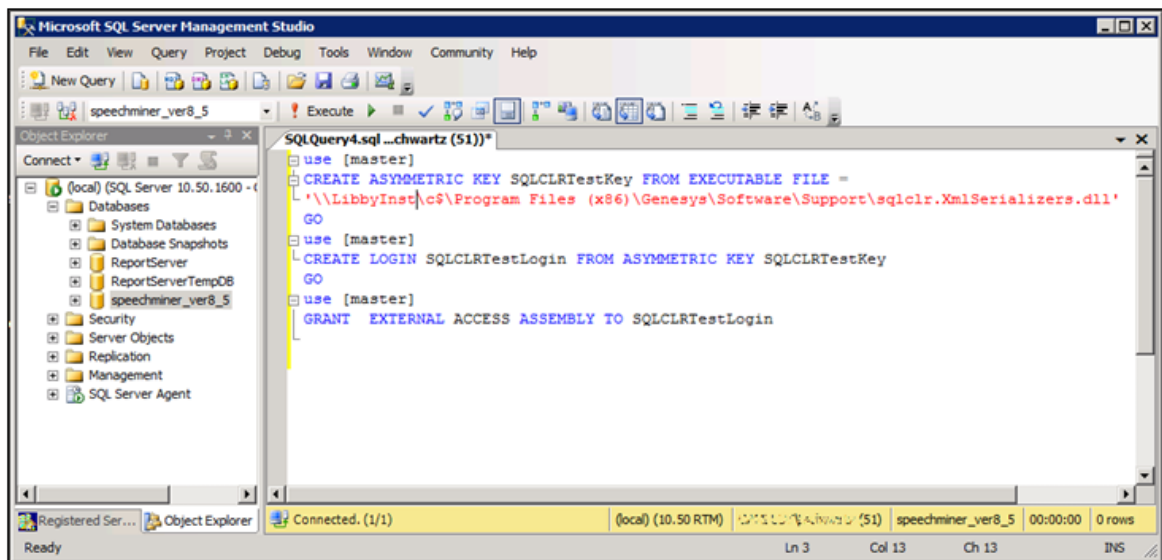 Microsoft SQL Server Management Studio
File Edit View Query Project Debug Tools Window Community Help
New Query
speechminer_ver8_5 Execute
Object Explorer
SQLQuery4.sql ...chwartz (51))*
Connect
(local) (SQL Server 10.50.1600 - (
Databases
System Databases
Database Snapshots
ReportServer
ReportServerTempDB
speechminer_ver8_5
Security
Server Objects
Replication
Management
SQL Server Agent
use [master]
CREATE ASYMMETRIC KEY SQLCLRTestKey FROM EXECUTABLE FILE =
'\\LibbyInst\c$\Program Files (x86)\Genesys\Software\Support\sqlclr.XmlSerializers.dll'
GO
use [master]
CREATE LOGIN SQLCLRTestLogin FROM ASYMMETRIC KEY SQLCLRTestKey
GO
use [master]
GRANT  EXTERNAL ACCESS ASSEMBLY TO SQLCLRTestLogin
Registered Ser... Object Explorer
Connected. (1/1) (local) (10.50 RTM) (51) speechminer_ver8_5 00:00:00 0 rows
Ready Ln 3 Col 13 Ch 13 INS